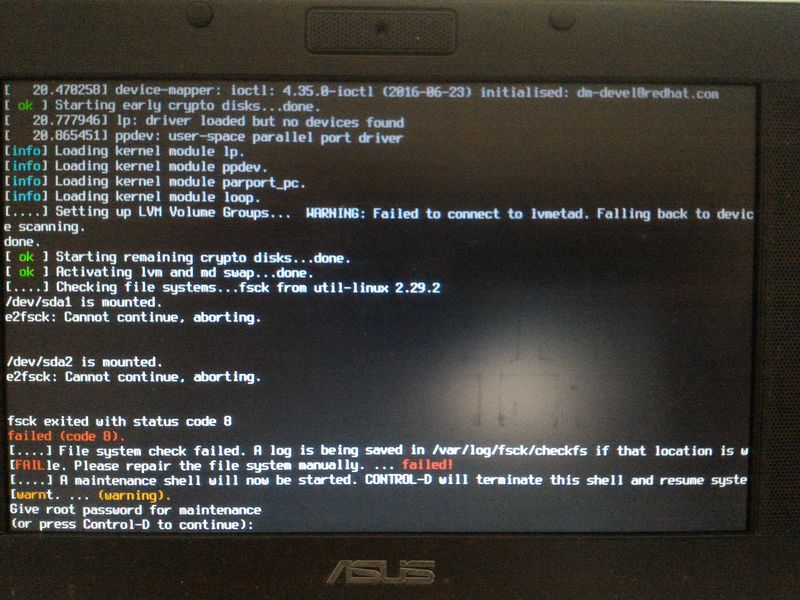 [   20.470258] device-mapper: ioctl: 4.35.0-ioctl (2016-06-23) initialised: dm-devel@redhat.com
[ ok ] Starting early crypto disks...done.
[   20.777946] lp: driver loaded but no devices found
[   20.865451] ppdev: user-space parallel port driver
[info] Loading kernel module lp.
[info] Loading kernel module ppdev.
[info] Loading kernel module parport_pc.
[info] Loading kernel module loop.
[....] Setting up LVM Volume Groups...  WARNING: Failed to connect to lvmetad. Falling back to devic
e scanning.
done.
[ ok ] Starting remaining crypto disks...done.
[ ok ] Activating lvm and md swap...done.
[....] Checking file systems...fsck from util-linux 2.29.2
/dev/sda1 is mounted.
e2fsck: Cannot continue, aborting.
/dev/sda2 is mounted.
e2fsck: Cannot continue, aborting.
fsck exited with status code 8
failed (code 8).
[....] File system check failed. A log is being saved in /var/log/fsck/checkfs if that location is w
[FAILle. Please repair the file system manually. ... failed!
[....] A maintenance shell will now be started. CONTROL-D will terminate this shell and resume syste
[warnt. ... (warning).
Give root password for maintenance
(or press Control-D to continue):
ASUS